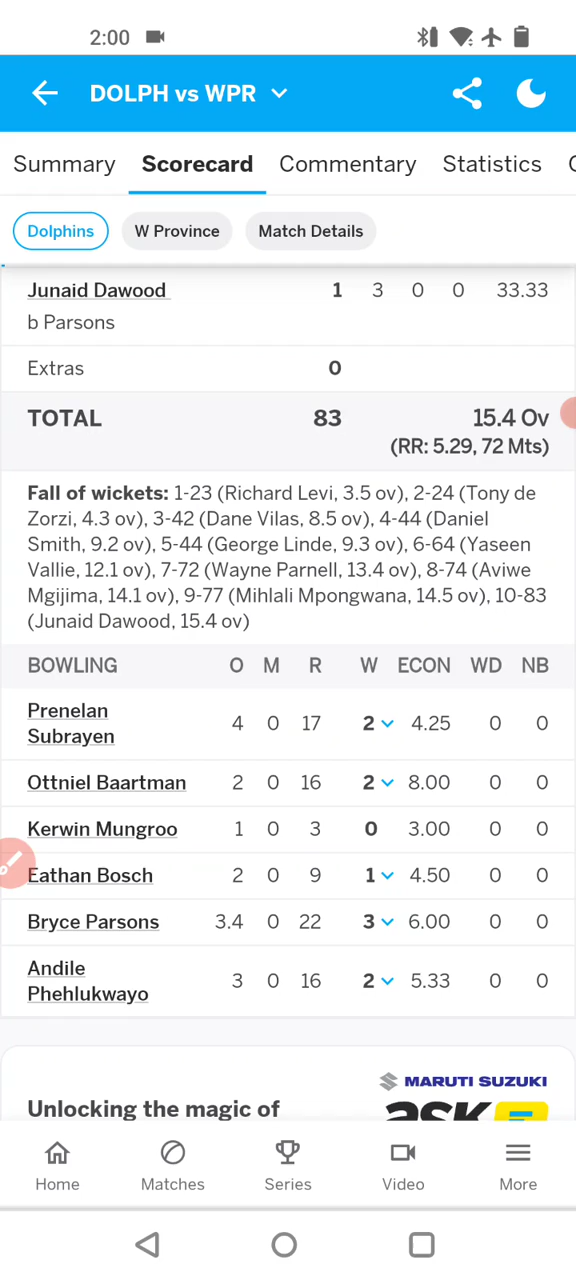 2:00
DOLPH vs WPR
Summary Scorecard Commentary Statistics
Dolphins W Province Match Details
Junaid Dawood 1 3 0 0 33.33
b Parsons
Extras 0
TOTAL 83 15.4 Ov
(RR: 5.29, 72 Mts)
Fall of wickets: 1-23 (Richard Levi, 3.5 ov), 2-24 (Tony de
Zorzi, 4.3 ov), 3-42 (Dane Vilas, 8.5 ov), 4-44 (Daniel
Smith, 9.2 ov), 5-44 (George Linde, 9.3 ov), 6-64 (Yaseen
Vallie, 12.1 ov), 7-72 (Wayne Parnell, 13.4 ov), 8-74 (Aviwe
Mgijima, 14.1 ov), 9-77 (Mihlali Mpongwana, 14.5 ov), 10-83
(Junaid Dawood, 15.4 ov)
BOWLING O M R W ECON WD NB
Prenelan
Subrayen 4 0 17 2 4.25 0 0
Ottniel Baartman 2 0 16 2 8.00 0 0
Kerwin Mungroo 1 0 3 0 3.00 0 0
Eathan Bosch 2 0 9 1 4.50 0 0
Bryce Parsons 3.4 0 22 3 6.00 0 0
Andile
Phehlukwayo 3 0 16 2 5.33 0 0
MARUTI SUZUKI
Unlocking the magic of
ask
Home Matches Series Video More